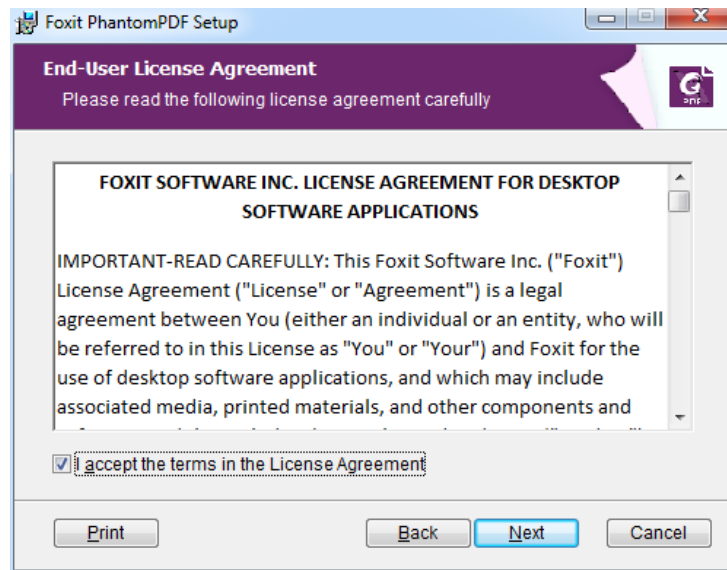 Foxit PhantomPDF Setup
End-User License Agreement
Please read the following license agreement carefully
G
PDF
FOXIT SOFTWARE INC. LICENSE AGREEMENT FOR DESKTOP
SOFTWARE APPLICATIONS
IMPORTANT-READ CAREFULLY: This Foxit Software Inc. ("Foxit")
License Agreement ("License" or "Agreement") is a legal
agreement between You (either an individual or an entity, who will
be referred to in this License as "You" or "Your") and Foxit for the
use of desktop software applications, and which may include
associated media, printed materials, and other components and
I accept the terms in the License Agreement
Print Back Next Cancel